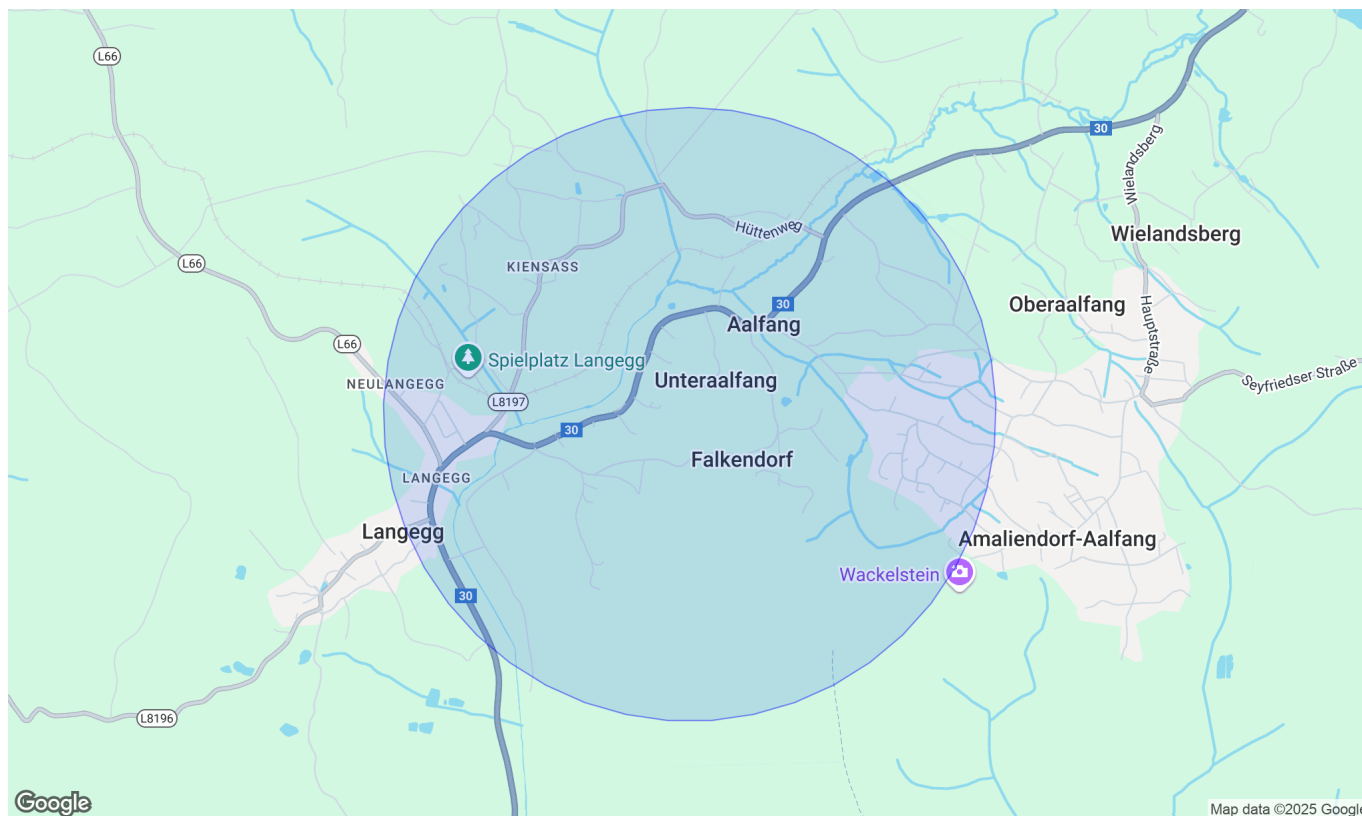 L66
30
Wielandsberg
Hüttenweg
Wielandsberg
L66
KIENSASS
30
Oberaalfang
Aalfang
Hauptstraße
L66
Spielplatz Langegg
Seyfriedser Straße
NEULANGEGG
Unteraalfang
L8197
30
Falkendorf
LANGEGG
Langegg
Amaliendorf-Aalfang
Wackelstein
30
L8196
Google
Map data ©2025 Google